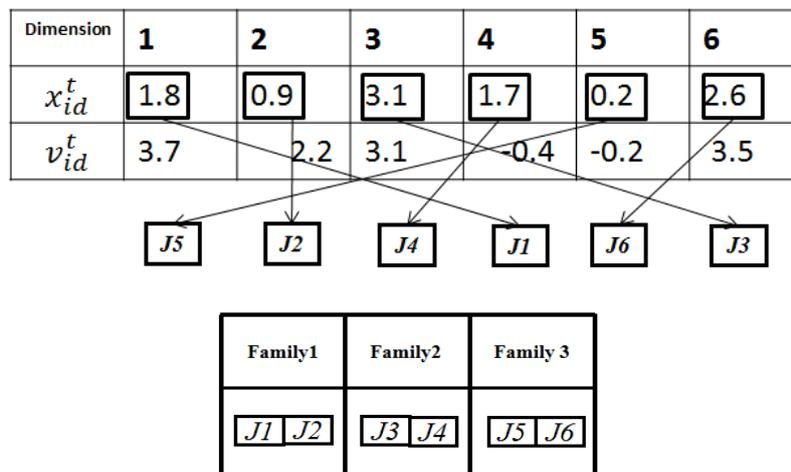 Dimension 1 2 3 4 5 6
x_{id}^t 1.8 0.9 3.1 1.7 0.2 2.6
v_{id}^t 3.7 2.2 3.1 -0.4 -0.2 3.5
J5 J2 J4 J1 J6 J3
Family1 Family2 Family 3
J1 J2 J3 J4 J5 J6